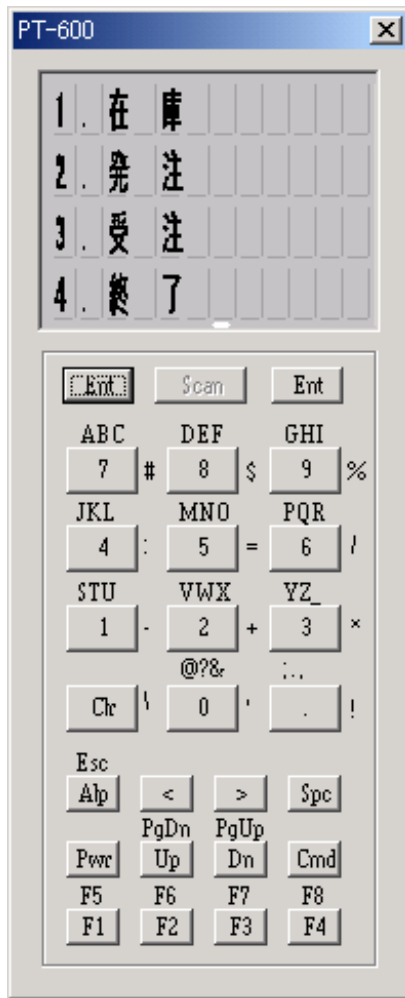 PT-600
1.在庫
2.発注
3.受注
4.終了
Ent Scan Ent
ABC DEF GHI
7 # 8 $ 9 %
JKL MNO PQR
4 : 5 = 6 /
STU VWX YZ_
1 - 2 + 3 *
@?& ;.,
Clr \ 0 ' . !
Esc
Alp < > Spc
PgDn PgUp
Pwr Up Dn Cmd
F5 F6 F7 F8
F1 F2 F3 F4